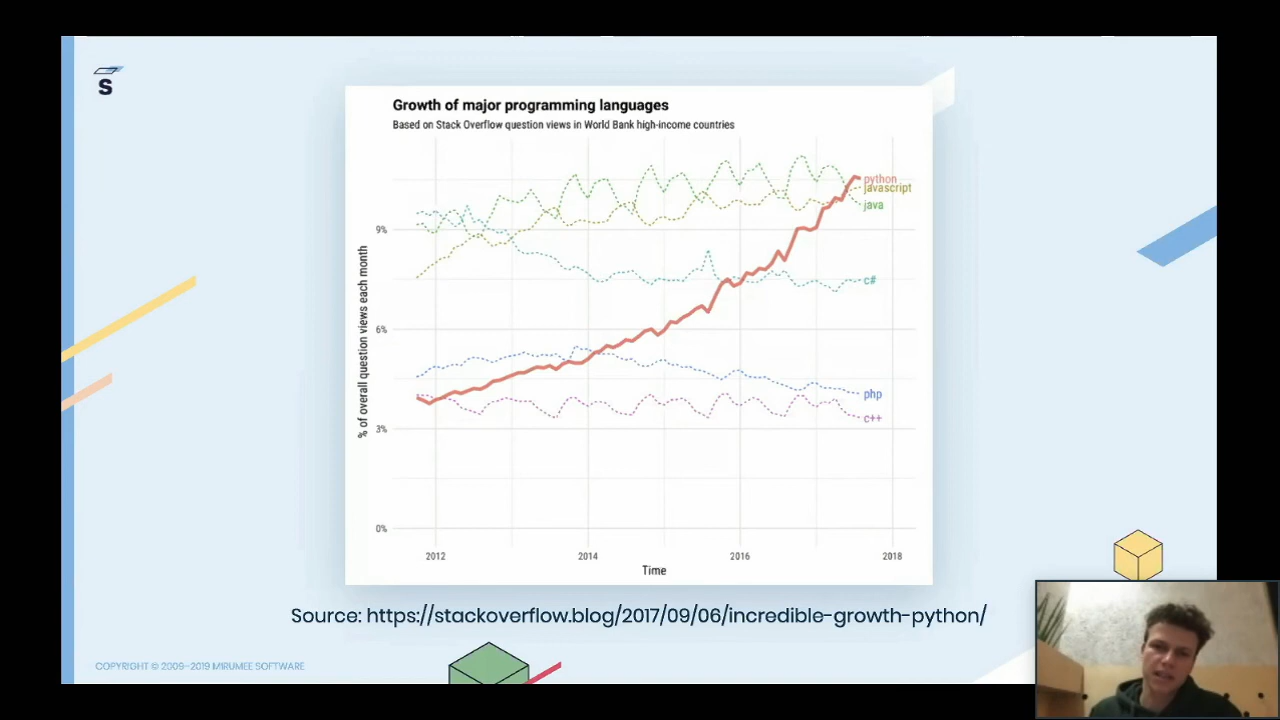 S
Growth of major programming languages
Based on Stack Overflow question views in World Bank high-income countries
% of overall question views each month
9%
6%
3%
0%
python
javascript
java
c#
php
c++
2012 2014 2016 2018
Time
Source: https://stackoverflow.blog/2017/09/06/incredible-growth-python/
COPYRIGHT © 2009–2019 MIRUMEE SOFTWARE